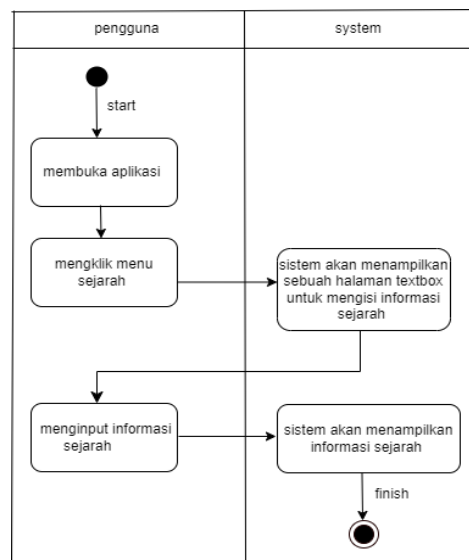 pengguna
system
start
membuka aplikasi
mengklik menu
sejarah
sistem akan menampilkan
sebuah halaman textbox
untuk mengisi informasi
sejarah
menginput informasi
sejarah
sistem akan menampilkan
informasi sejarah
finish